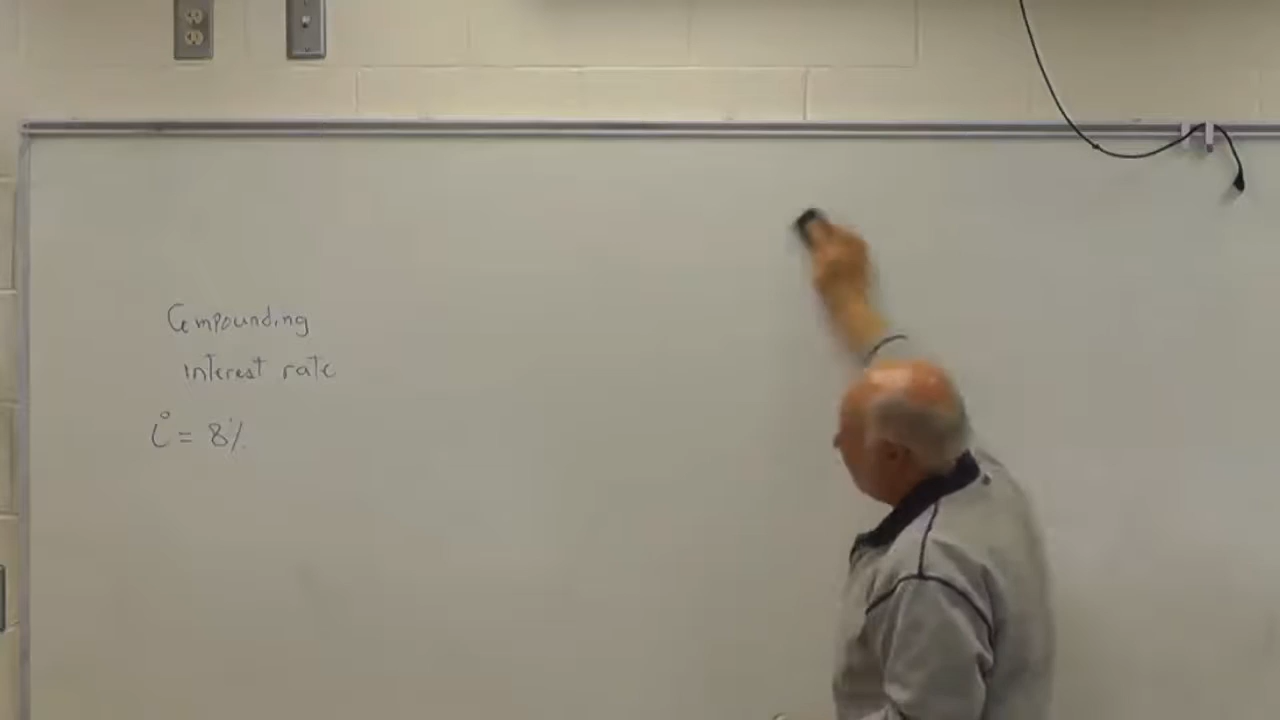 Compounding
interest rate
i = 8%